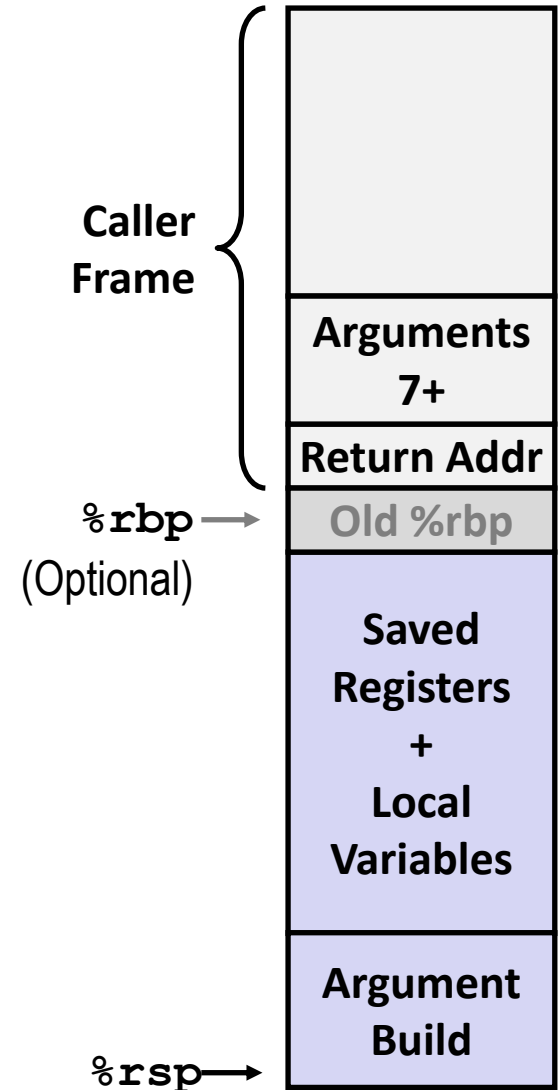 Caller
Frame
Arguments
7+
Return Addr
%rbp
Old %rbp
(Optional)
Saved
Registers
+
Local
Variables
Argument
Build
%rsp